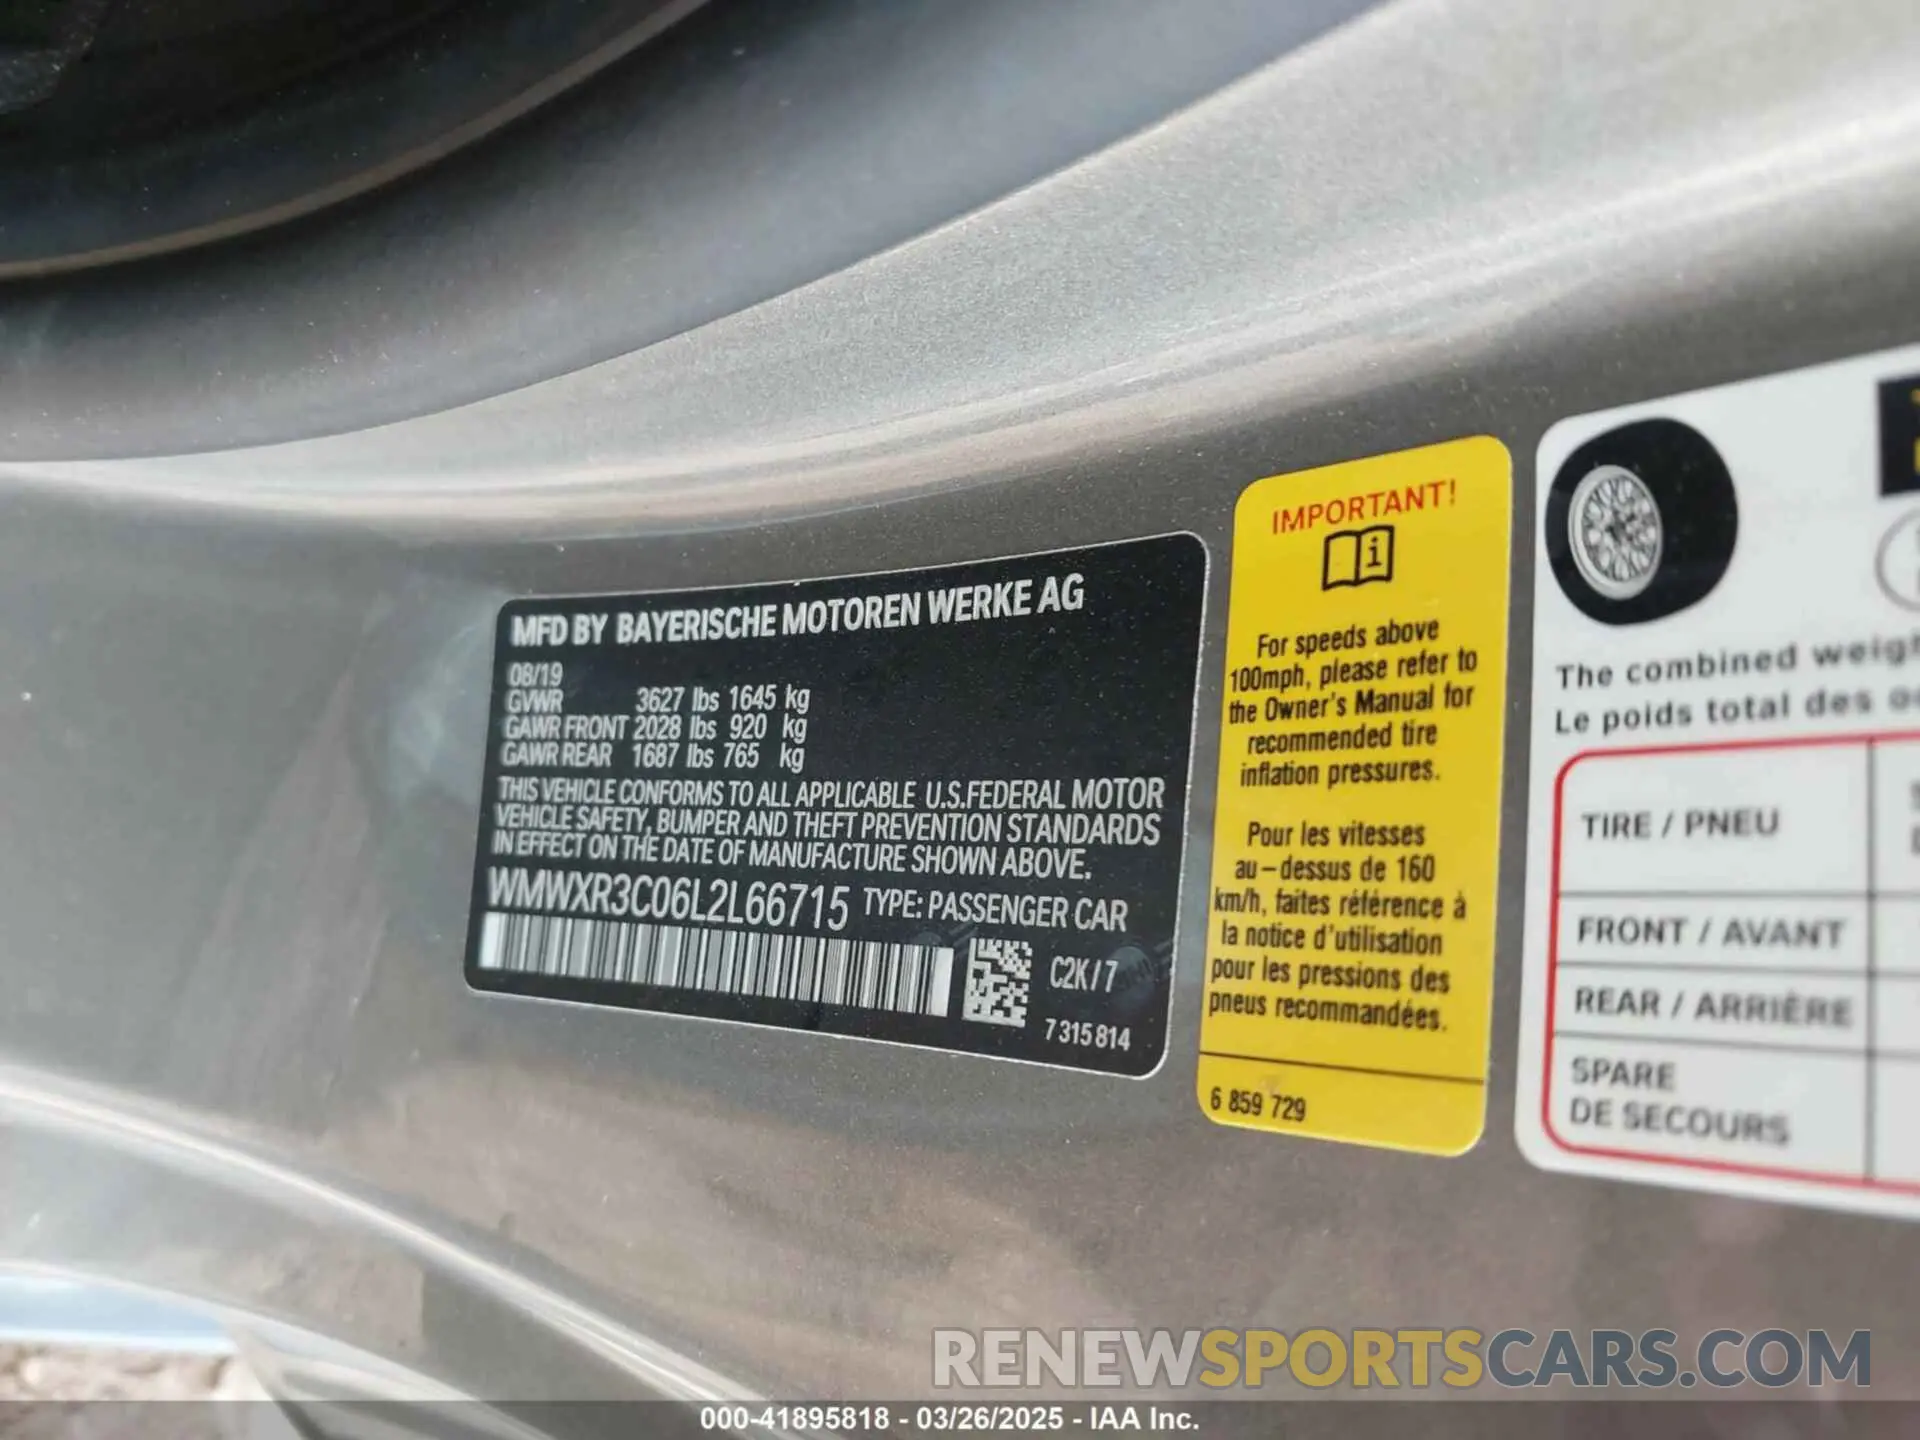 MFD BY BAYERISCHE MOTOREN WERKE AG
08/19
GVWR 3627 lbs 1645 kg
GAWR FRONT 2028 lbs 920 kg
GAWR REAR 1687 lbs 765 kg
THIS VEHICLE CONFORMS TO ALL APPLICABLE U.S.FEDERAL MOTOR
VEHICLE SAFETY, BUMPER AND THEFT PREVENTION STANDARDS
IN EFFECT ON THE DATE OF MANUFACTURE SHOWN ABOVE.
WMWXR3C06L2L66715 TYPE: PASSENGER CAR
C2K/7
7 315 814
IMPORTANT!
i
For speeds above
100mph, please refer to
the Owner's Manual for
recommended tire
inflation pressures.
Pour les vitesses
au-dessus de 160
km/h, faites référence à
la notice d'utilisation
pour les pressions des
pneus recommandées.
6 859 729
The combined
Le poids total des
TIRE / PNEU
FRONT / AVANT
REAR / ARRIÈRE
SPARE
DE SECOURS
RENEWSPORTSCARS.COM
000-41895818 - 03/26/2025 - IAA Inc.